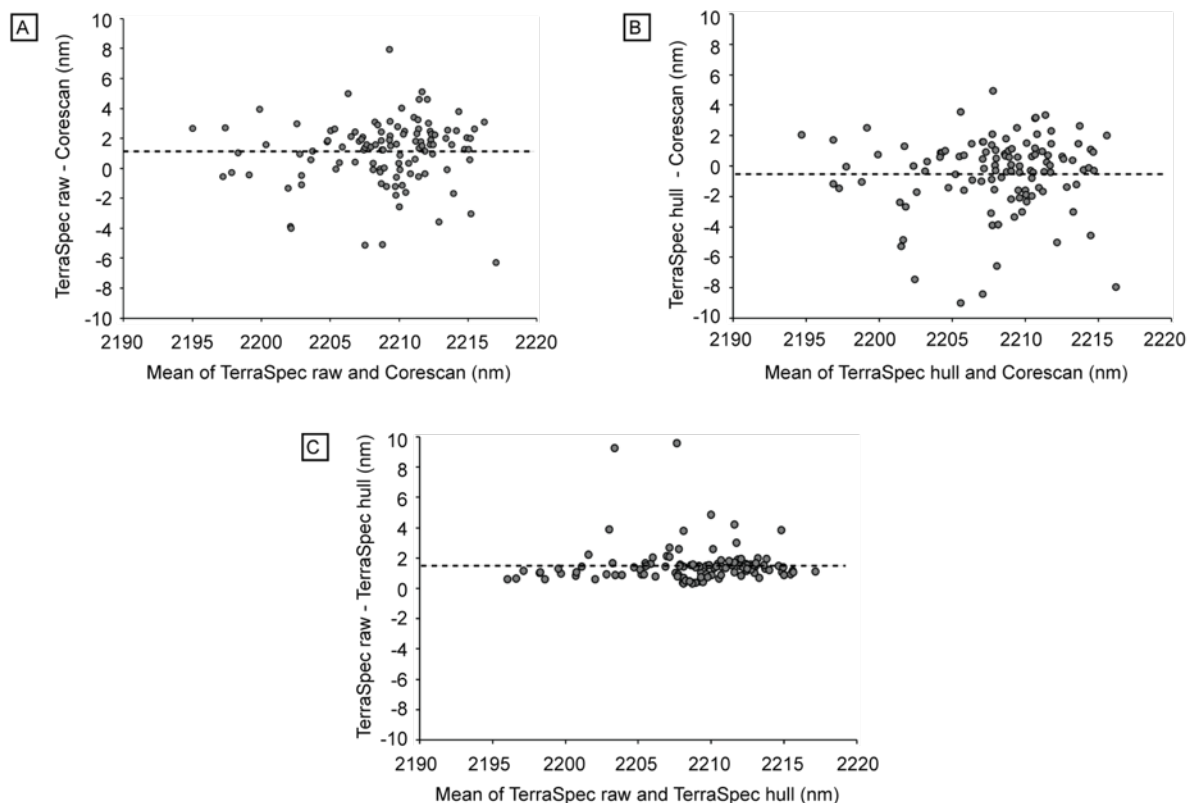 A
TerraSpec raw - Corescan (nm)
10
8
6
4
2
0
-2
-4
-6
-8
-10
2190 2195 2200 2205 2210 2215 2220
Mean of TerraSpec raw and Corescan (nm)
B
TerraSpec hull - Corescan (nm)
10
8
6
4
2
0
-2
-4
-6
-8
-10
2190 2195 2200 2205 2210 2215 2220
Mean of TerraSpec hull and Corescan (nm)
C
TerraSpec raw - TerraSpec hull (nm)
10
8
6
4
2
0
-2
-4
-6
-8
-10
2190 2195 2200 2205 2210 2215 2220
Mean of TerraSpec raw and TerraSpec hull (nm)